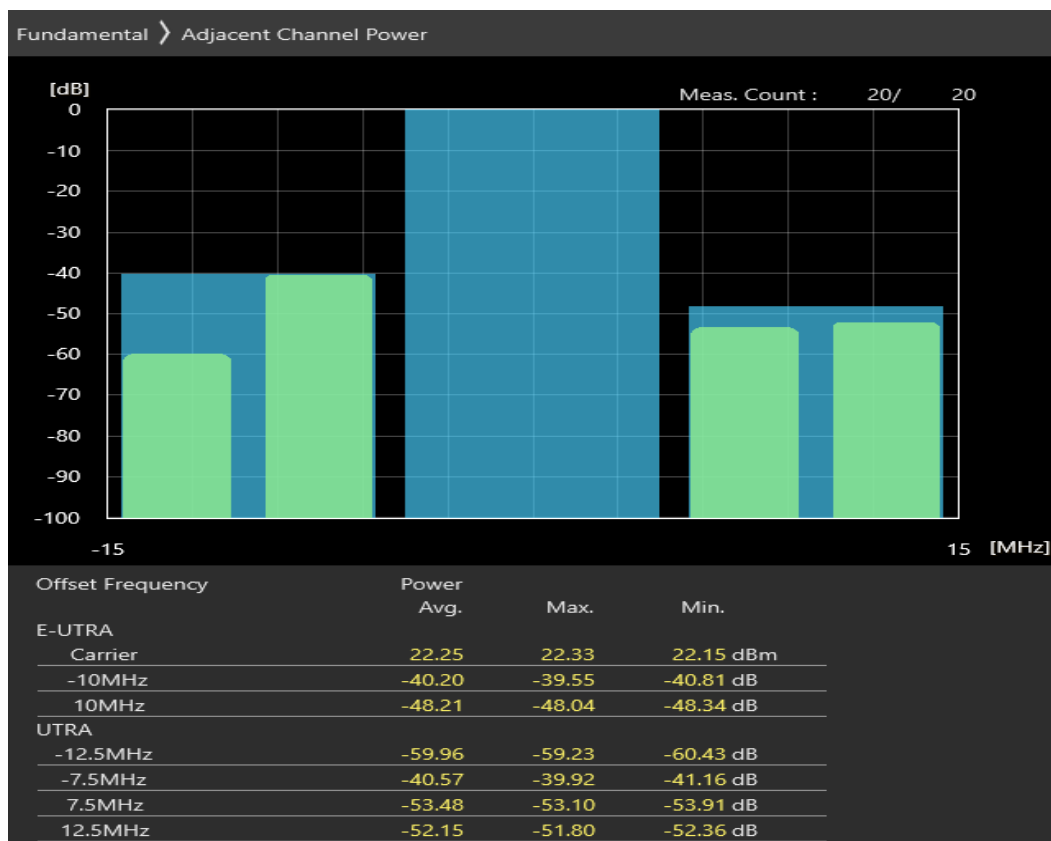 Fundamental 〉 Adjacent Channel Power
[dB]
Meas. Count : 20/ 20
0
-10
-20
-30
-40
-50
-60
-70
-80
-90
-100
-15 15 [MHz]
Offset Frequency Power
Avg. Max. Min.
E-UTRA
Carrier 22.25 22.33 22.15 dBm
-10MHz -40.20 -39.55 -40.81 dB
10MHz -48.21 -48.04 -48.34 dB
UTRA
-12.5MHz -59.96 -59.23 -60.43 dB
-7.5MHz -40.57 -39.92 -41.16 dB
7.5MHz -53.48 -53.10 -53.91 dB
12.5MHz -52.15 -51.80 -52.36 dB